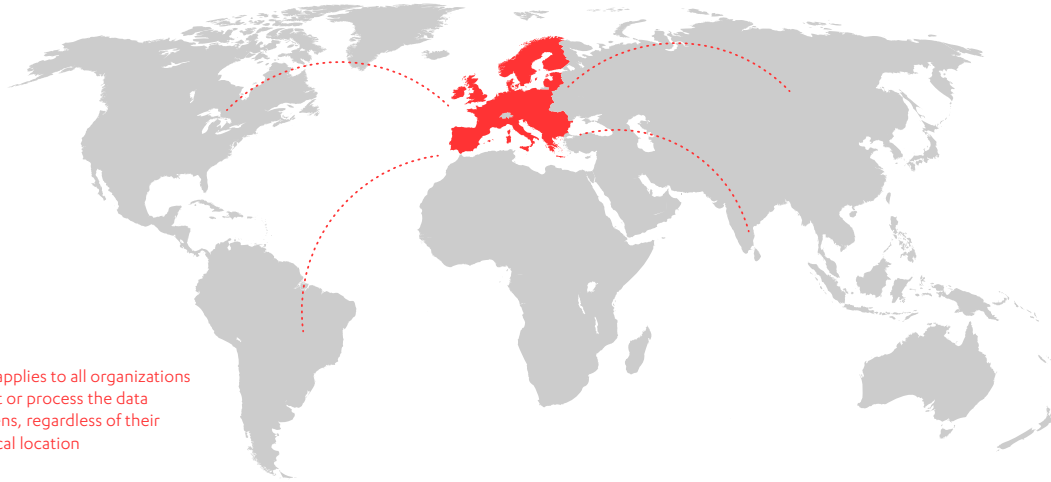 applies to all organizations
or process the data
regardless of their
location